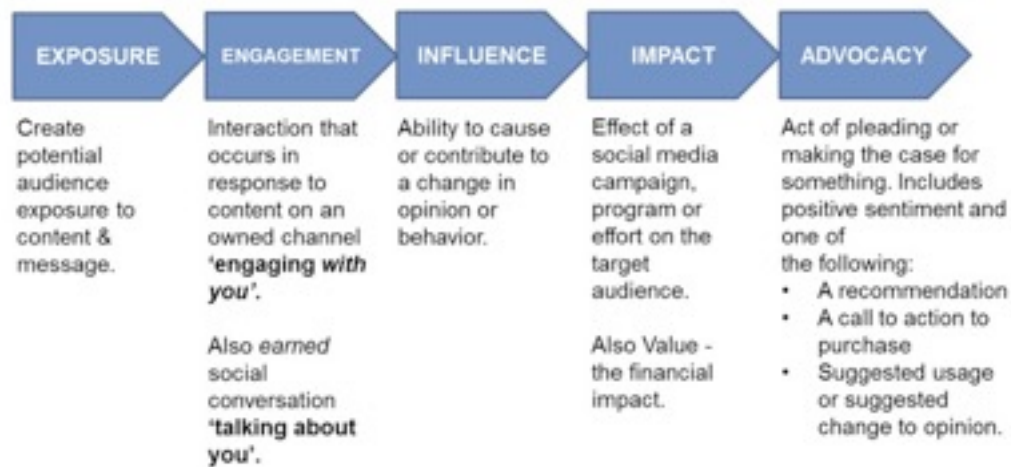 EXPOSURE
ENGAGEMENT
INFLUENCE
IMPACT
ADVOCACY
Create
potential
audience
exposure to
content &
message.
Interaction that
occurs in
response to
content on an
owned channel
‘engaging with
you’.
Also earned
social
conversation
‘talking about
you’.
Ability to cause
or contribute to
a change in
opinion or
behavior.
Effect of a
social media
campaign,
program or
effort on the
target
audience.
Also Value -
the financial
impact.
Act of pleading or
making the case for
something. Includes
positive sentiment and
one of
the following:
• A recommendation
• A call to action to
purchase
• Suggested usage
or suggested
change to opinion.